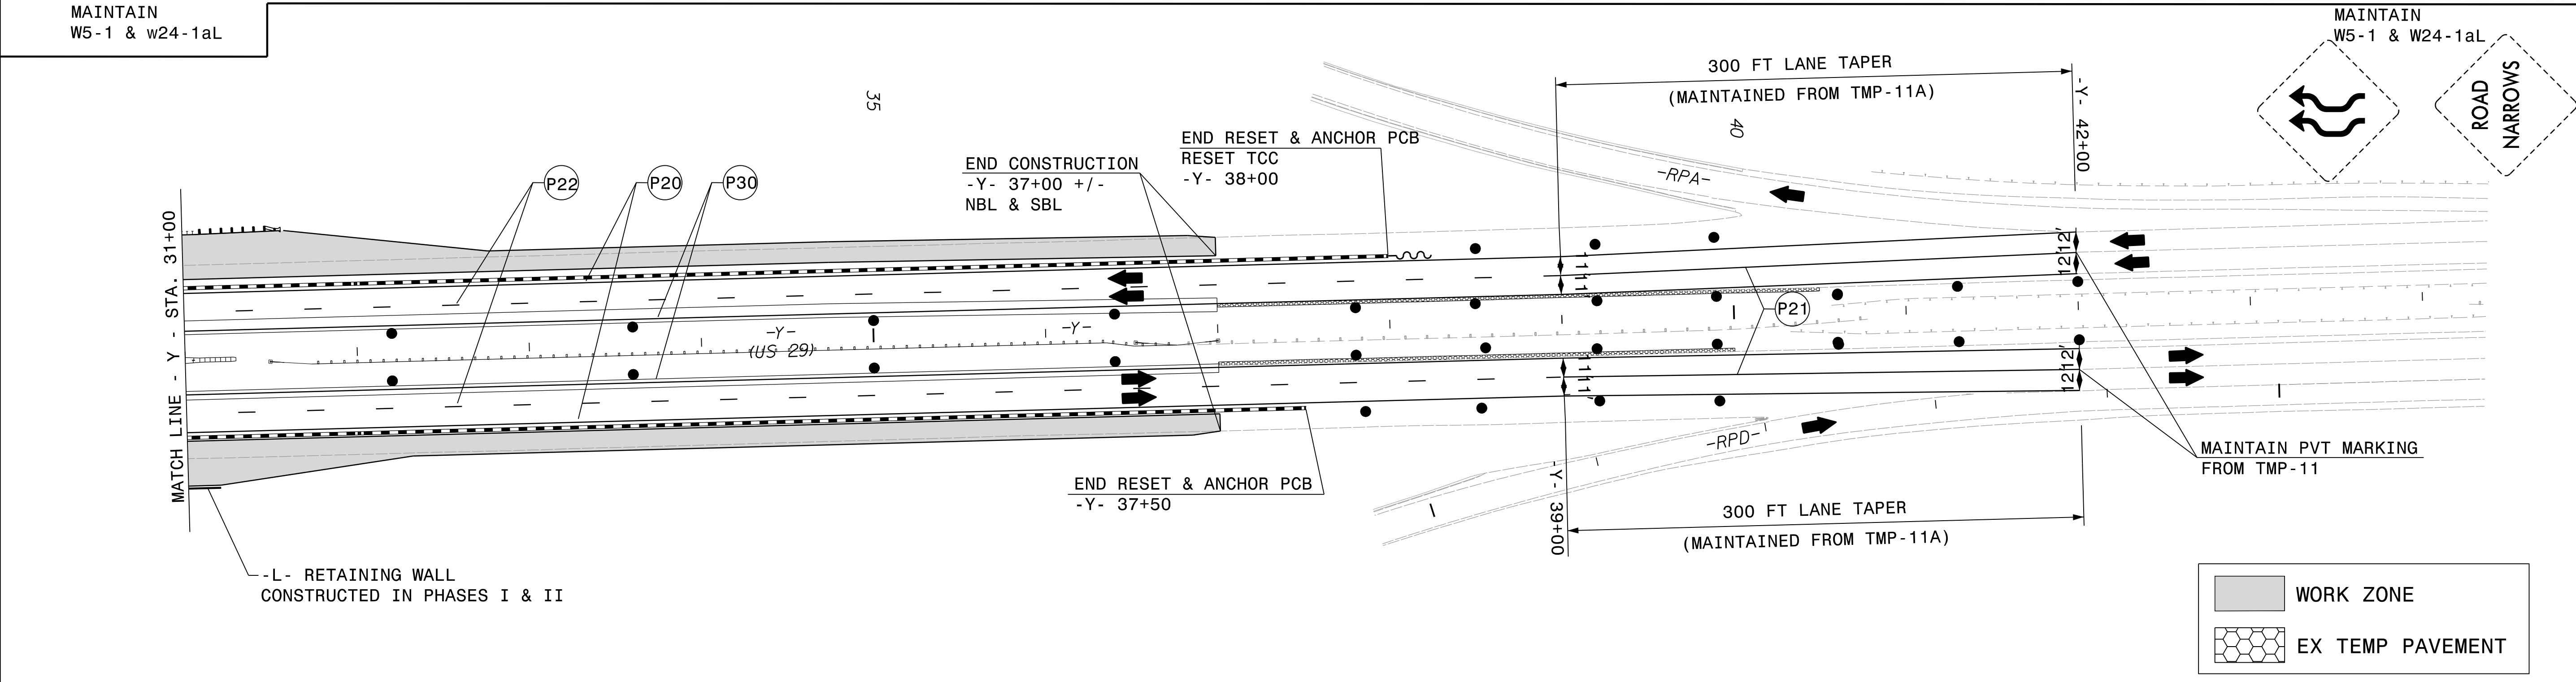 MAINTAIN
W5-1 & w24-1aL
MAINTAIN
W5-1 & W24-1aL
ROAD
NARROWS
300 FT LANE TAPER
(MAINTAINED FROM TMP-11A)
-Y- 42+00
35
40
END RESET & ANCHOR PCB
RESET TCC
-Y- 38+00
END CONSTRUCTION
-Y- 37+00 +/-
NBL & SBL
P22
P20
P30
-RPA-
MATCH LINE - Y - STA. 31+00
12'
12'
11'
11'
P21
-Y-
(US 29)
-Y-
11'
11'
12'
12'
-RPD-
MAINTAIN PVT MARKING
FROM TMP-11
END RESET & ANCHOR PCB
-Y- 37+50
-Y- 39+00
300 FT LANE TAPER
(MAINTAINED FROM TMP-11A)
-L- RETAINING WALL
CONSTRUCTED IN PHASES I & II
WORK ZONE
EX TEMP PAVEMENT